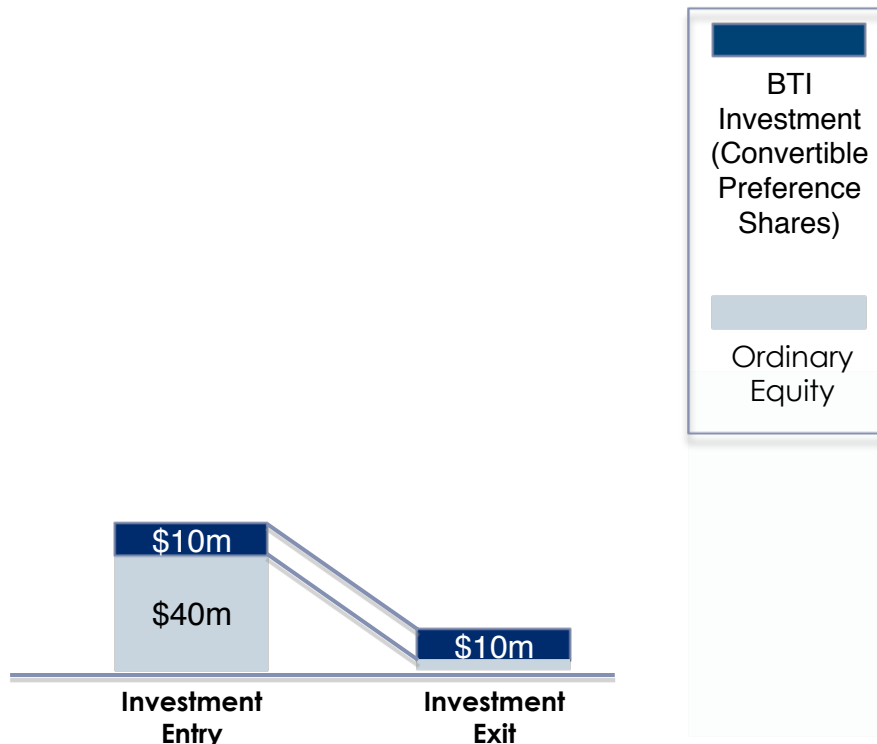 BTI
Investment
(Convertible
Preference
Shares)
Ordinary
Equity
$10m
$40m
$10m
Investment
Entry
Investment
Exit